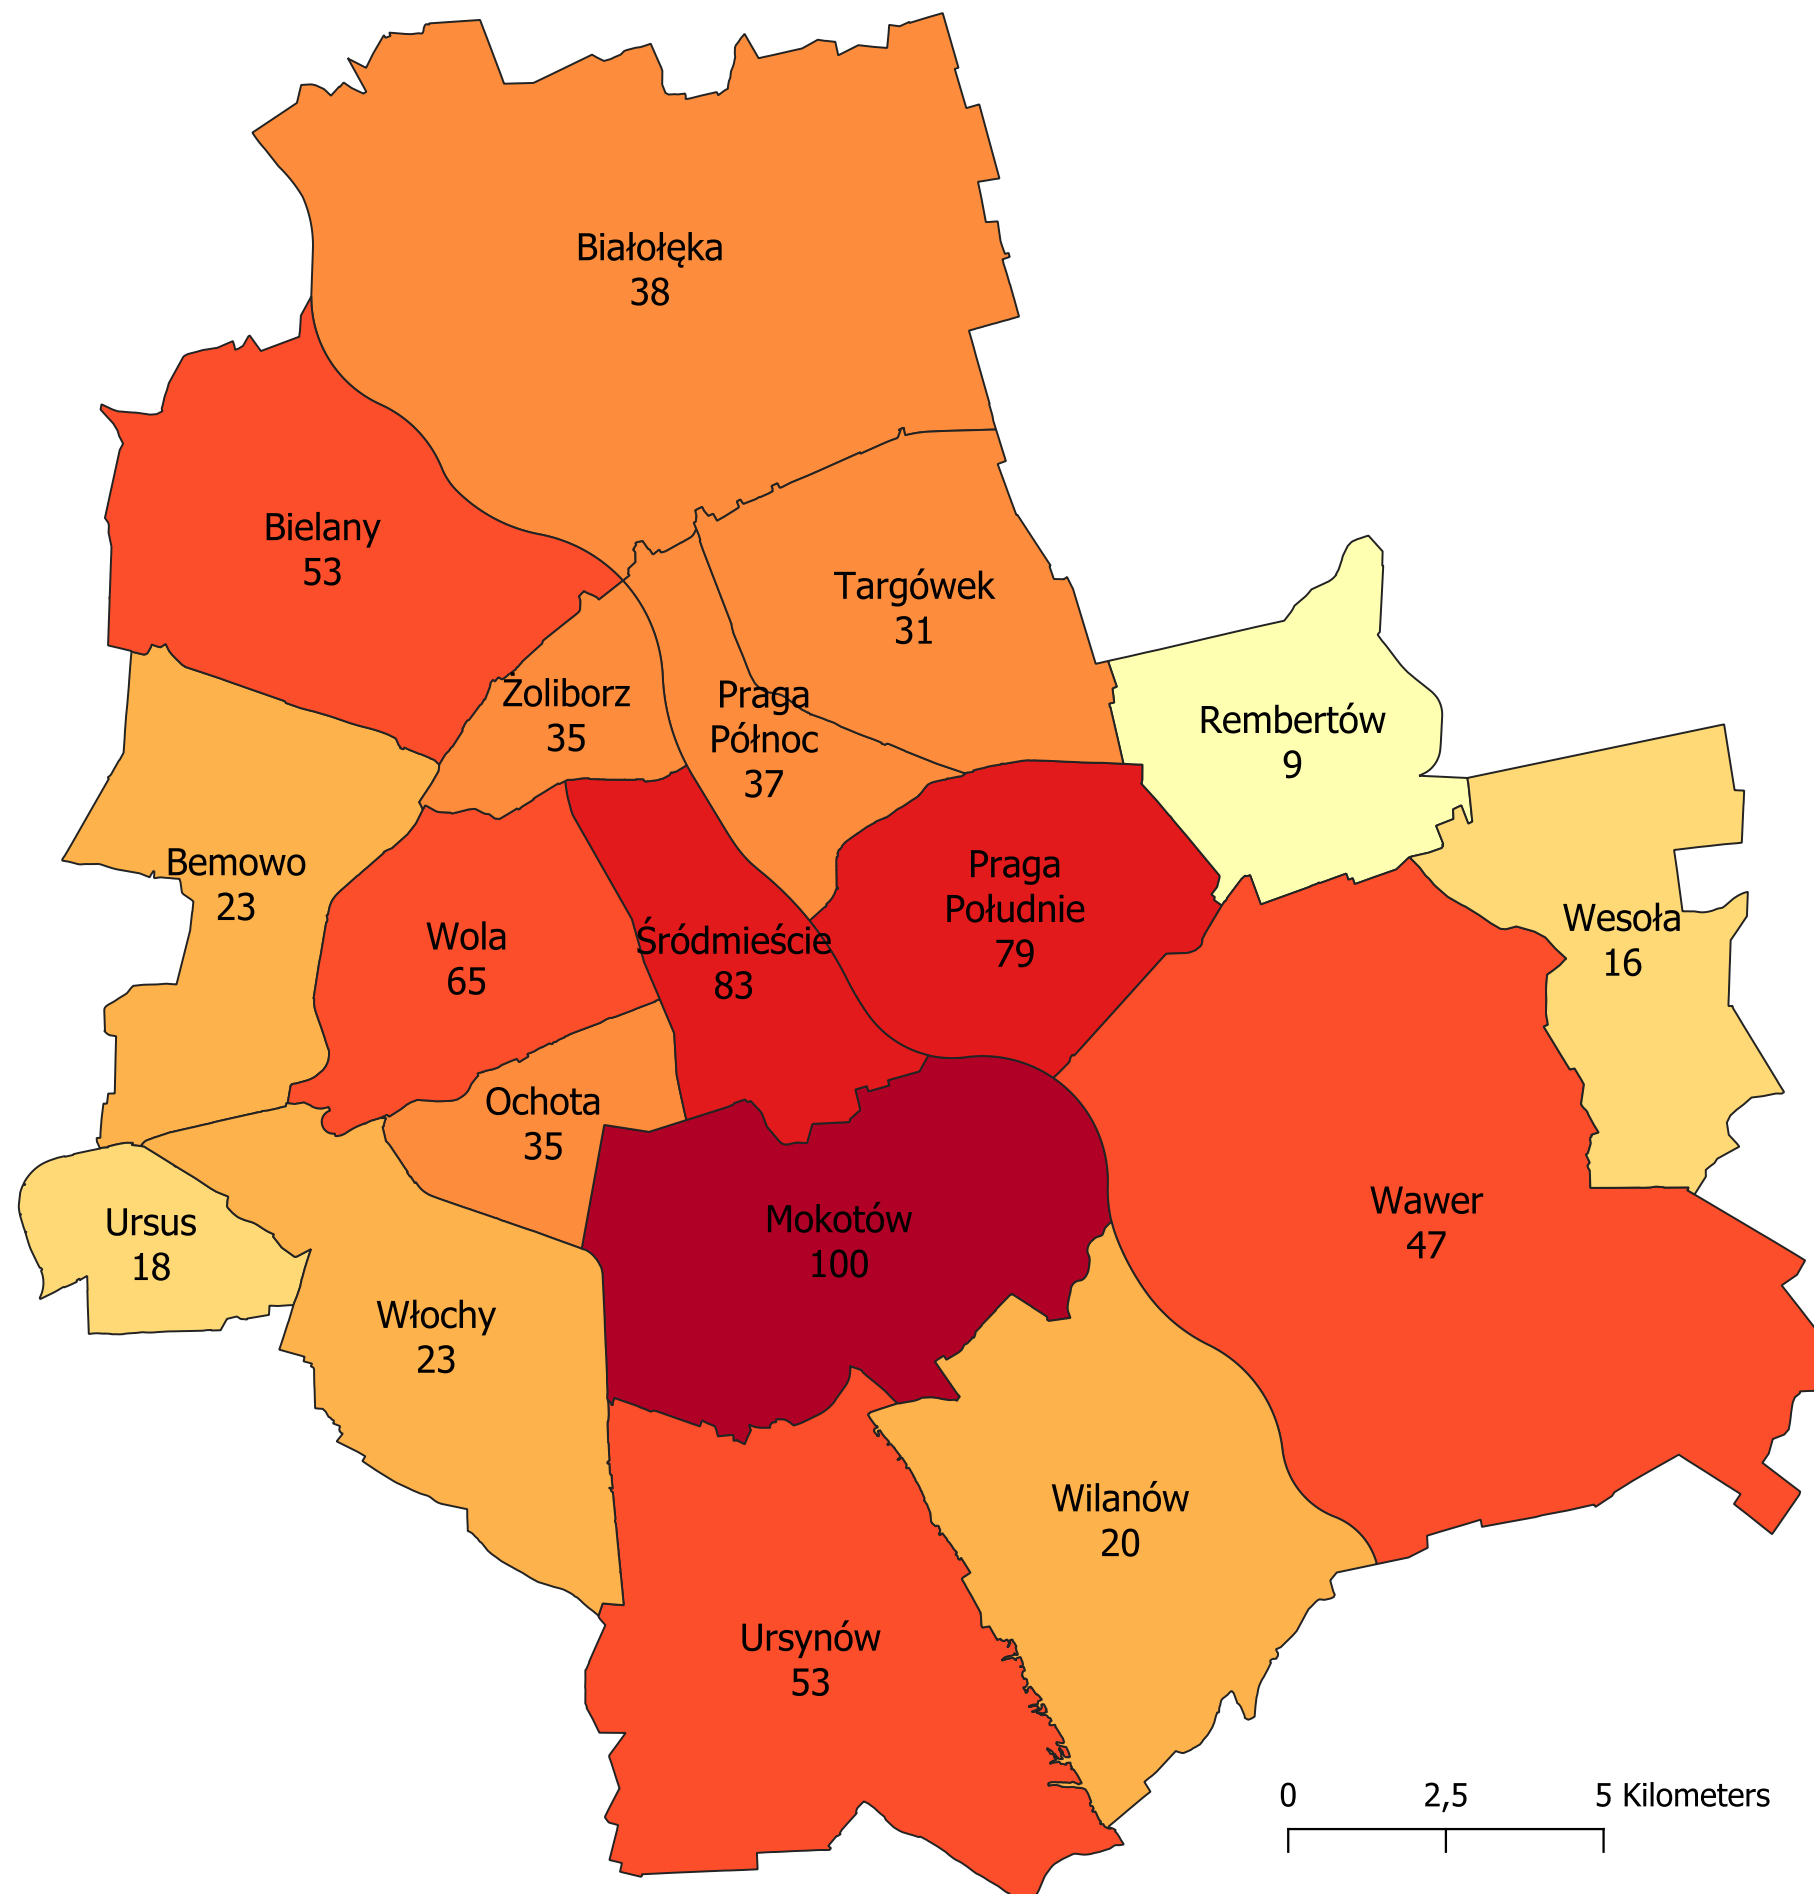 Białołęka
38
Bielany
53
Targówek
31
Żoliborz
35
Praga
Północ
37
Rembertów
9
Bemowo
23
Wola
65
Śródmieście
83
Praga
Południe
79
Wesoła
16
Ochota
35
Ursus
18
Mokotów
100
Wawer
47
Włochy
23
Wilanów
20
Ursynów
53
0 2,5 5 Kilometers